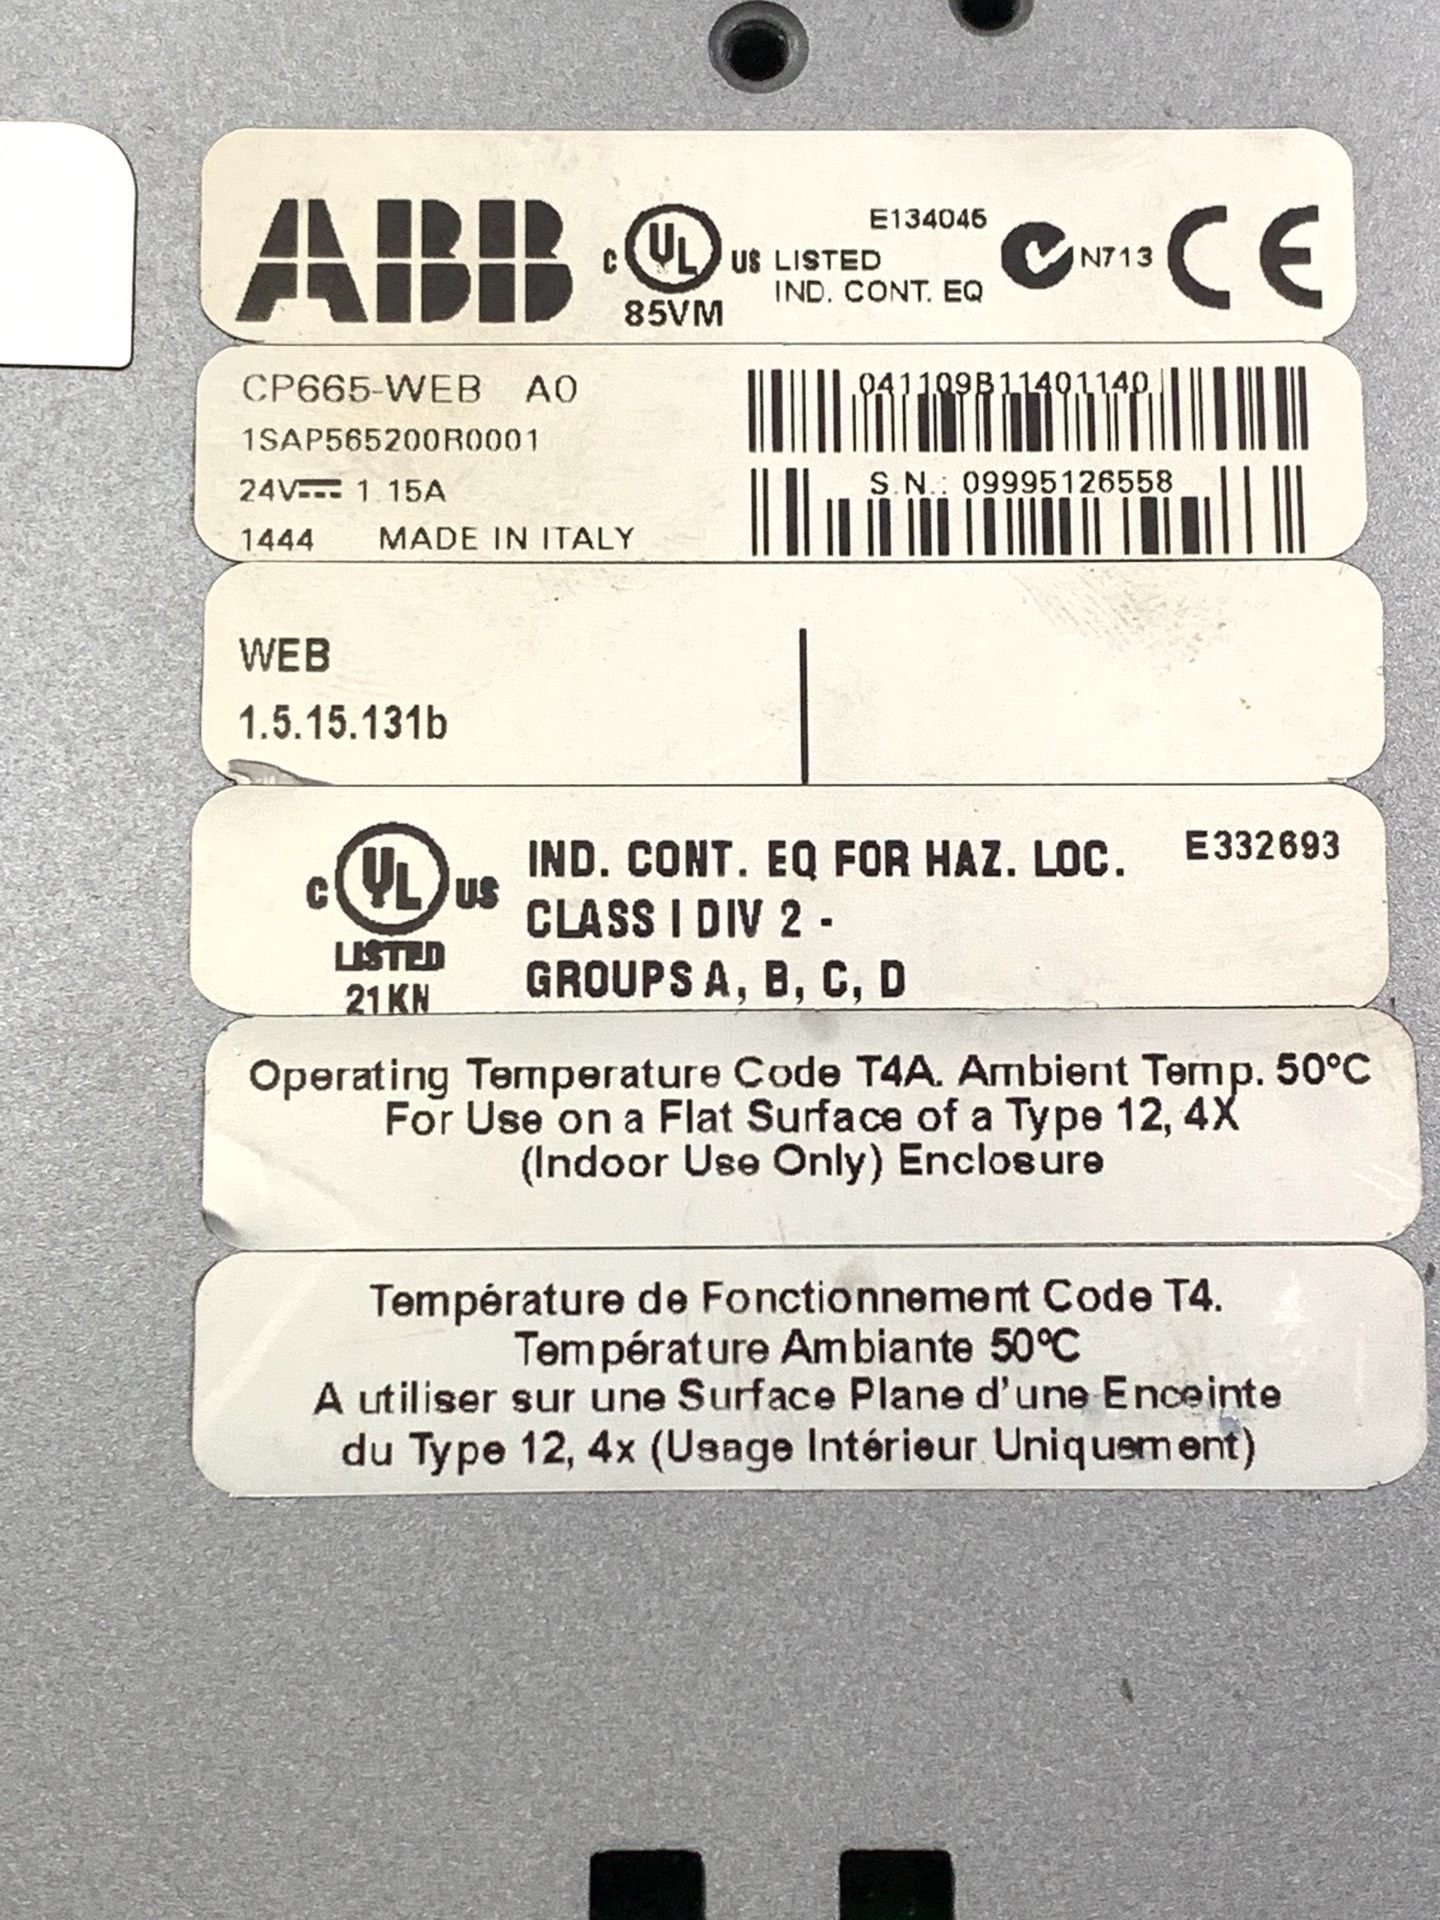 ABB
C UL US
85VM
E134046
LISTED
IND. CONT. EQ
N713
CE
CP665-WEB A0
1SAP565200R0001
24V 1.15A
1444 MADE IN ITALY
041109B11401140
S.N.: 09995126558
WEB
1.5.15.131b
C UL US
LISTED
21KN
IND. CONT. EQ FOR HAZ. LOC.
CLASS I DIV 2 -
GROUPS A, B, C, D
E332693
Operating Temperature Code T4A. Ambient Temp. 50°C
For Use on a Flat Surface of a Type 12, 4X
(Indoor Use Only) Enclosure
Température de Fonctionnement Code T4.
Température Ambiante 50°C
A utiliser sur une Surface Plane d'une Enceinte
du Type 12, 4x (Usage Intérieur Uniquement)